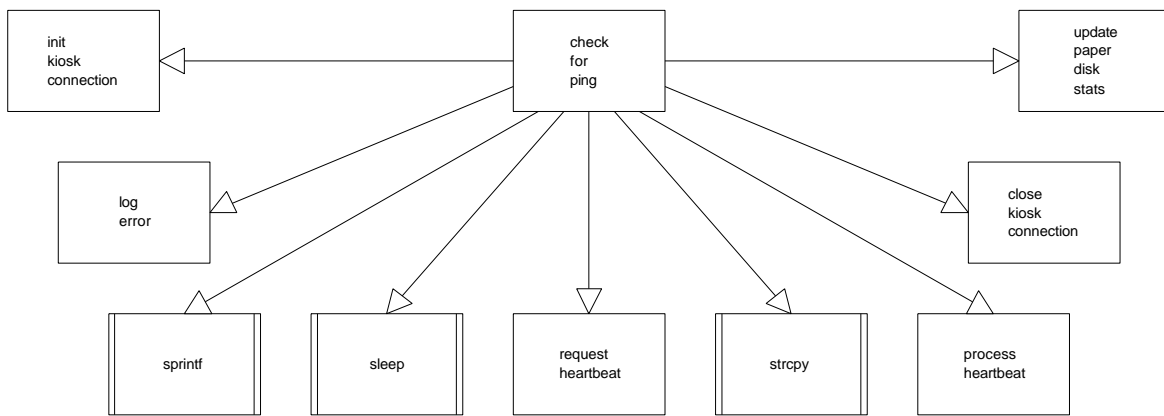 init
kiosk
connection
check
for
ping
update
paper
disk
stats
log
error
close
kiosk
connection
sprintf
sleep
request
heartbeat
strcpy
process
heartbeat